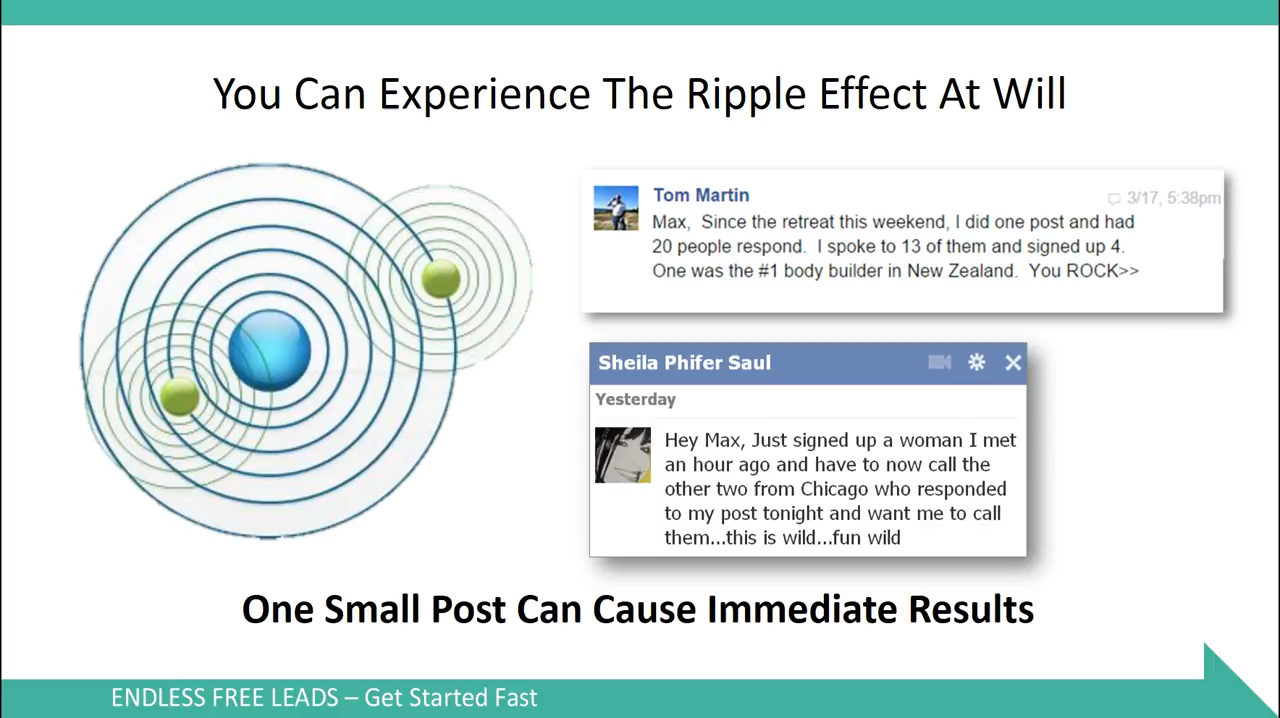 You Can Experience The Ripple Effect At Will
Tom Martin
3/17, 5:38pm
Max, Since the retreat this weekend, I did one post and had
20 people respond. I spoke to 13 of them and signed up 4.
One was the #1 body builder in New Zealand. You ROCK>>
Sheila Phifer Saul
Yesterday
Hey Max, Just signed up a woman I met
an hour ago and have to now call the
other two from Chicago who responded
to my post tonight and want me to call
them...this is wild...fun wild
One Small Post Can Cause Immediate Results
ENDLESS FREE LEADS – Get Started Fast